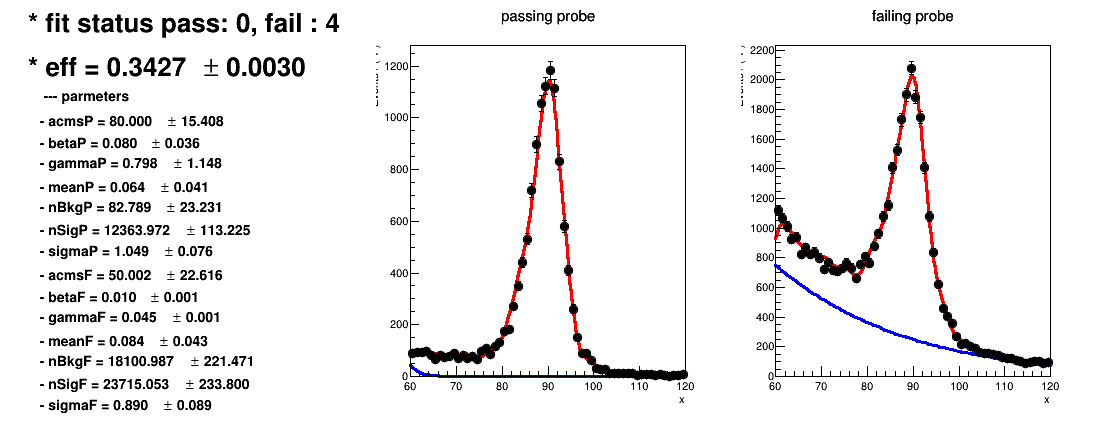 * fit status pass: 0, fail : 4
* eff = 0.3427 ± 0.0030
--- parmeters
- acmsP = 80.000 ± 15.408
- betaP = 0.080 ± 0.036
- gammaP = 0.798 ± 1.148
- meanP = 0.064 ± 0.041
- nBkgP = 82.789 ± 23.231
- nSigP = 12363.972 ± 113.225
- sigmaP = 1.049 ± 0.076
- acmsF = 50.002 ± 22.616
- betaF = 0.010 ± 0.001
- gammaF = 0.045 ± 0.001
- meanF = 0.084 ± 0.043
- nBkgF = 18100.987 ± 221.471
- nSigF = 23715.053 ± 233.800
- sigmaF = 0.890 ± 0.089
passing probe
1200
1000
800
600
400
200
60 70 80 90 100 110 120
x
failing probe
2200
2000
1800
1600
1400
1200
1000
800
600
400
200
0
60 70 80 90 100 110 120
x